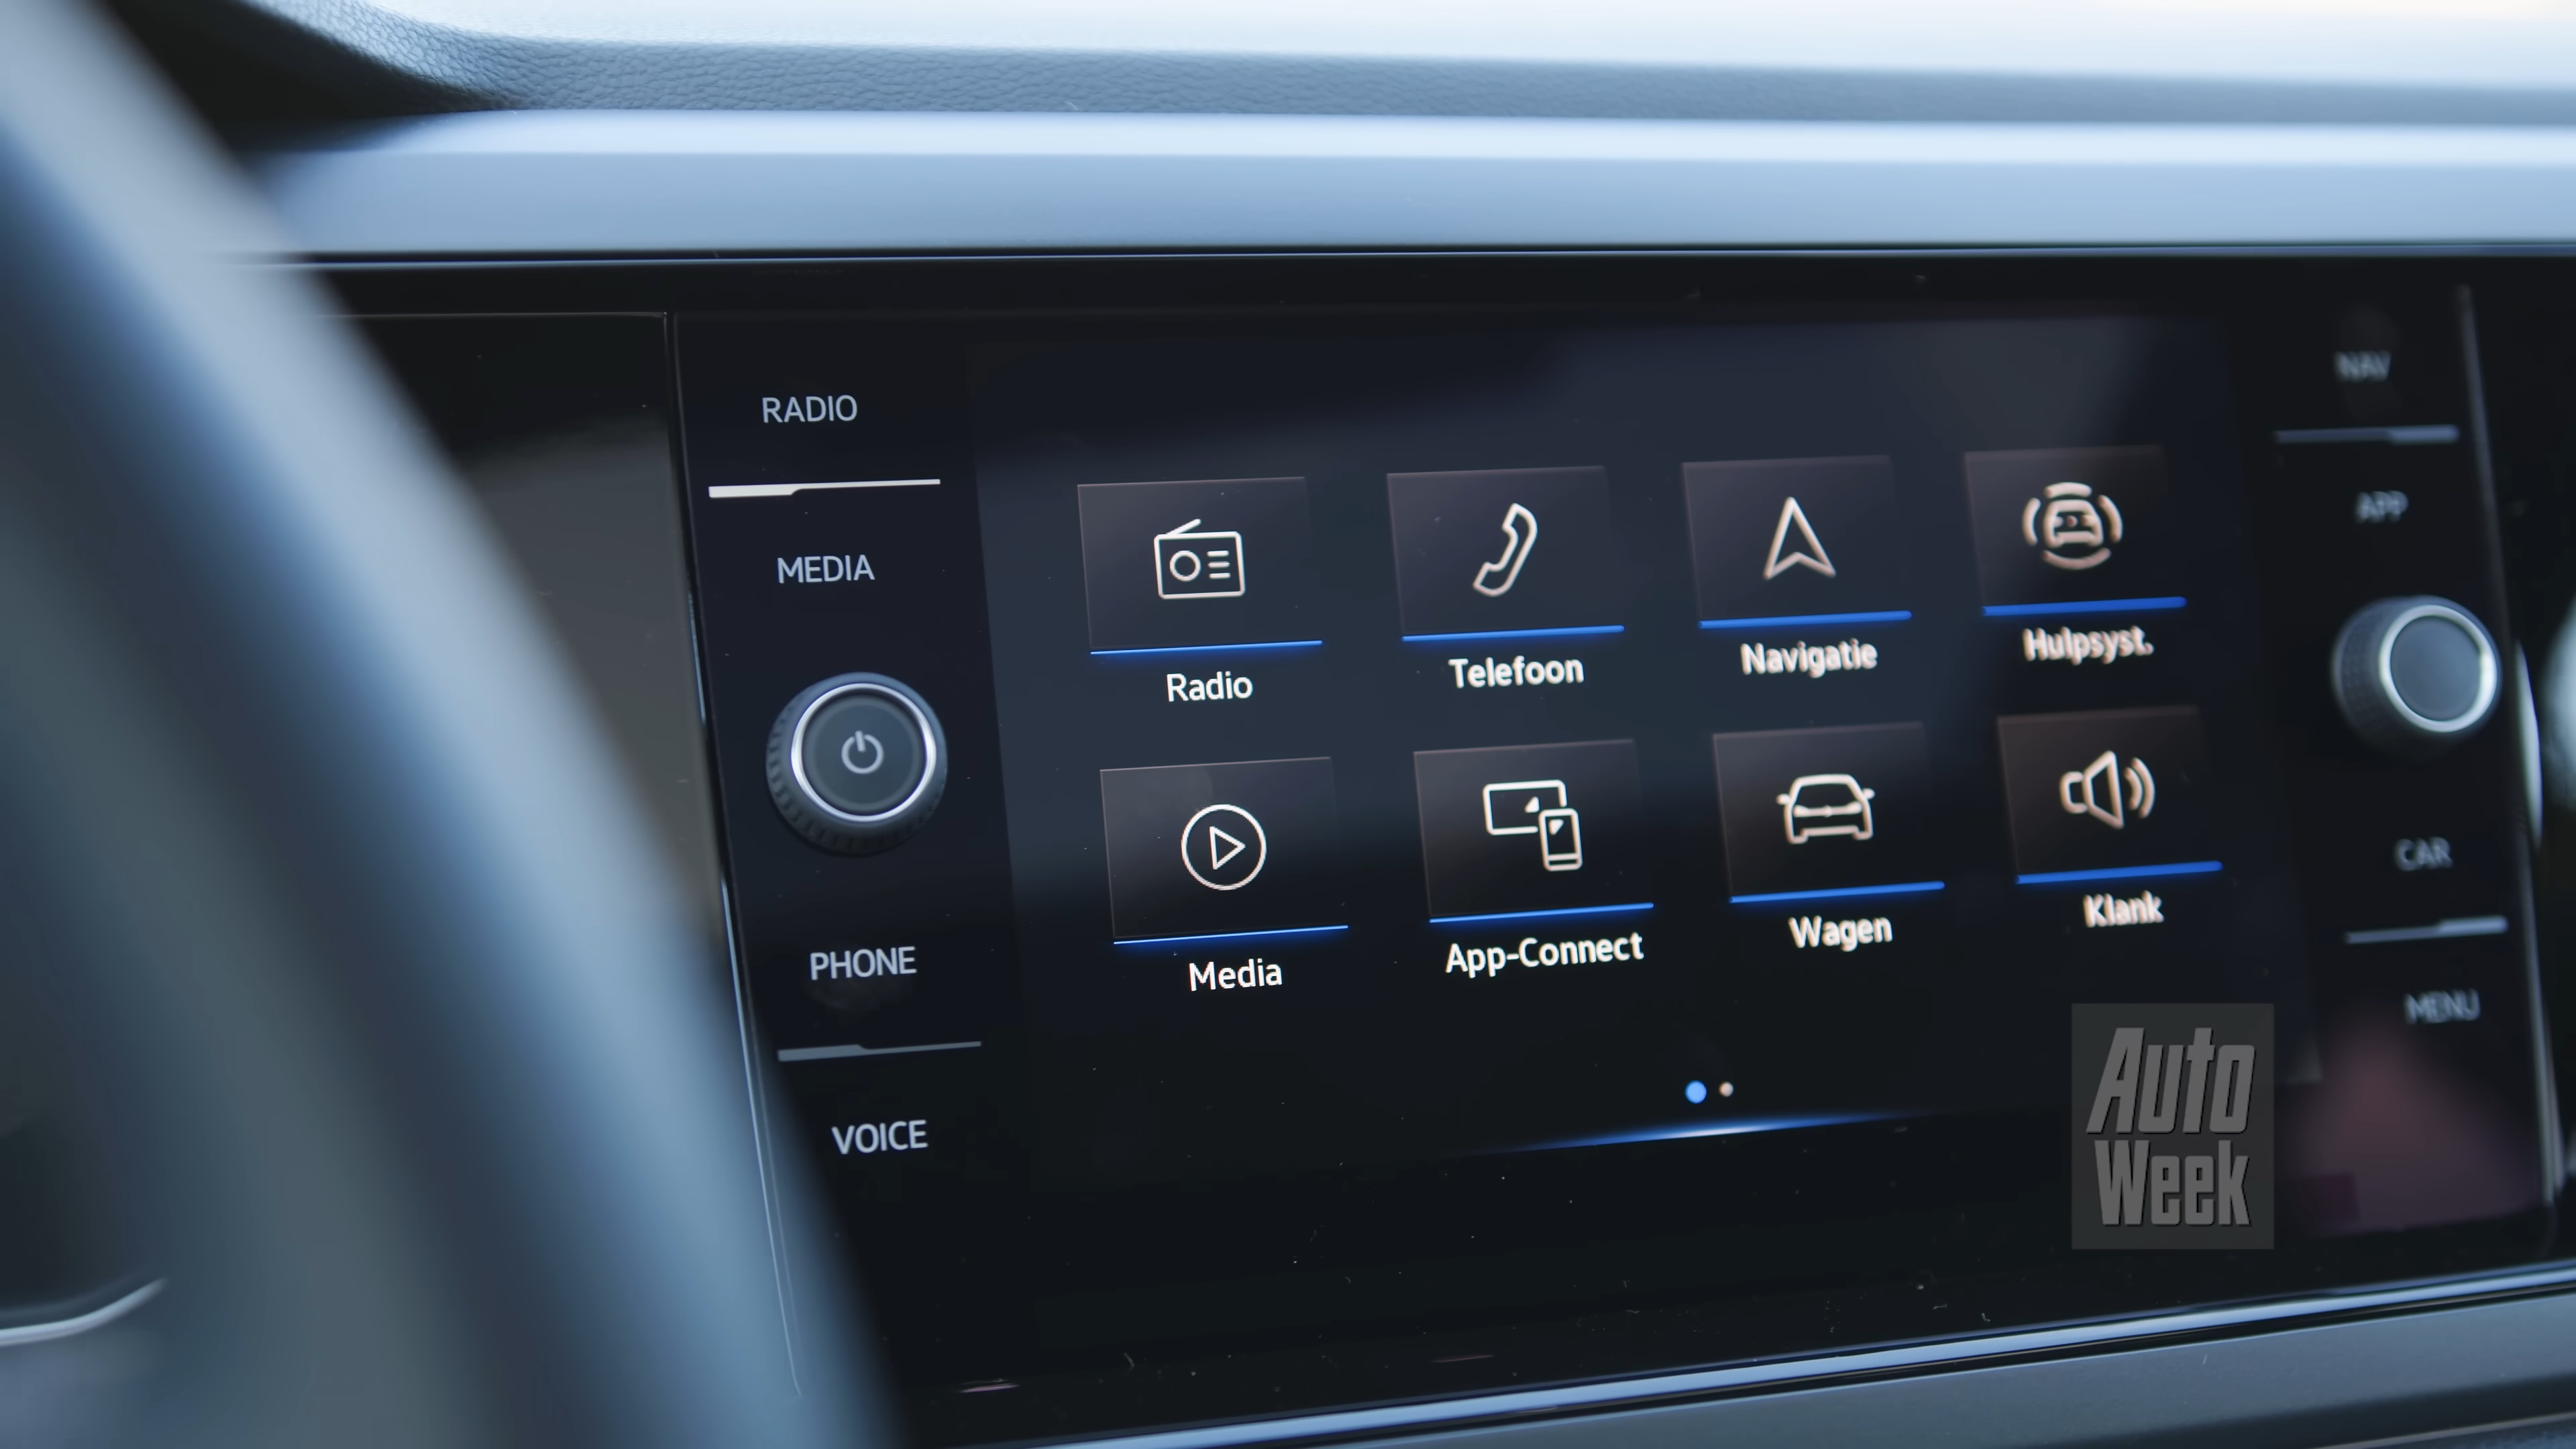 RADIO
MEDIA
PHONE
VOICE
Radio
Telefoon
Navigatie
Hulpsyst.
Media
App-Connect
Wagen
Klank
NAV
APP
CAR
MENU
Auto
Week